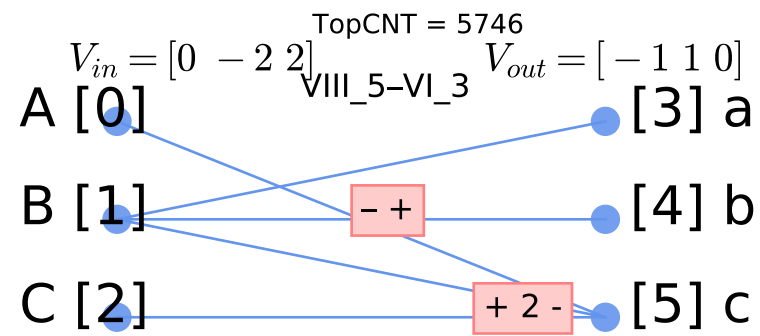 TopCNT = 5746
V_in = [0 − 2 2] V_out = [− 1 1 0]
VIII_5–VI_3
A [0] [3] a
B [1] – + [4] b
C [2] + 2 - [5] c